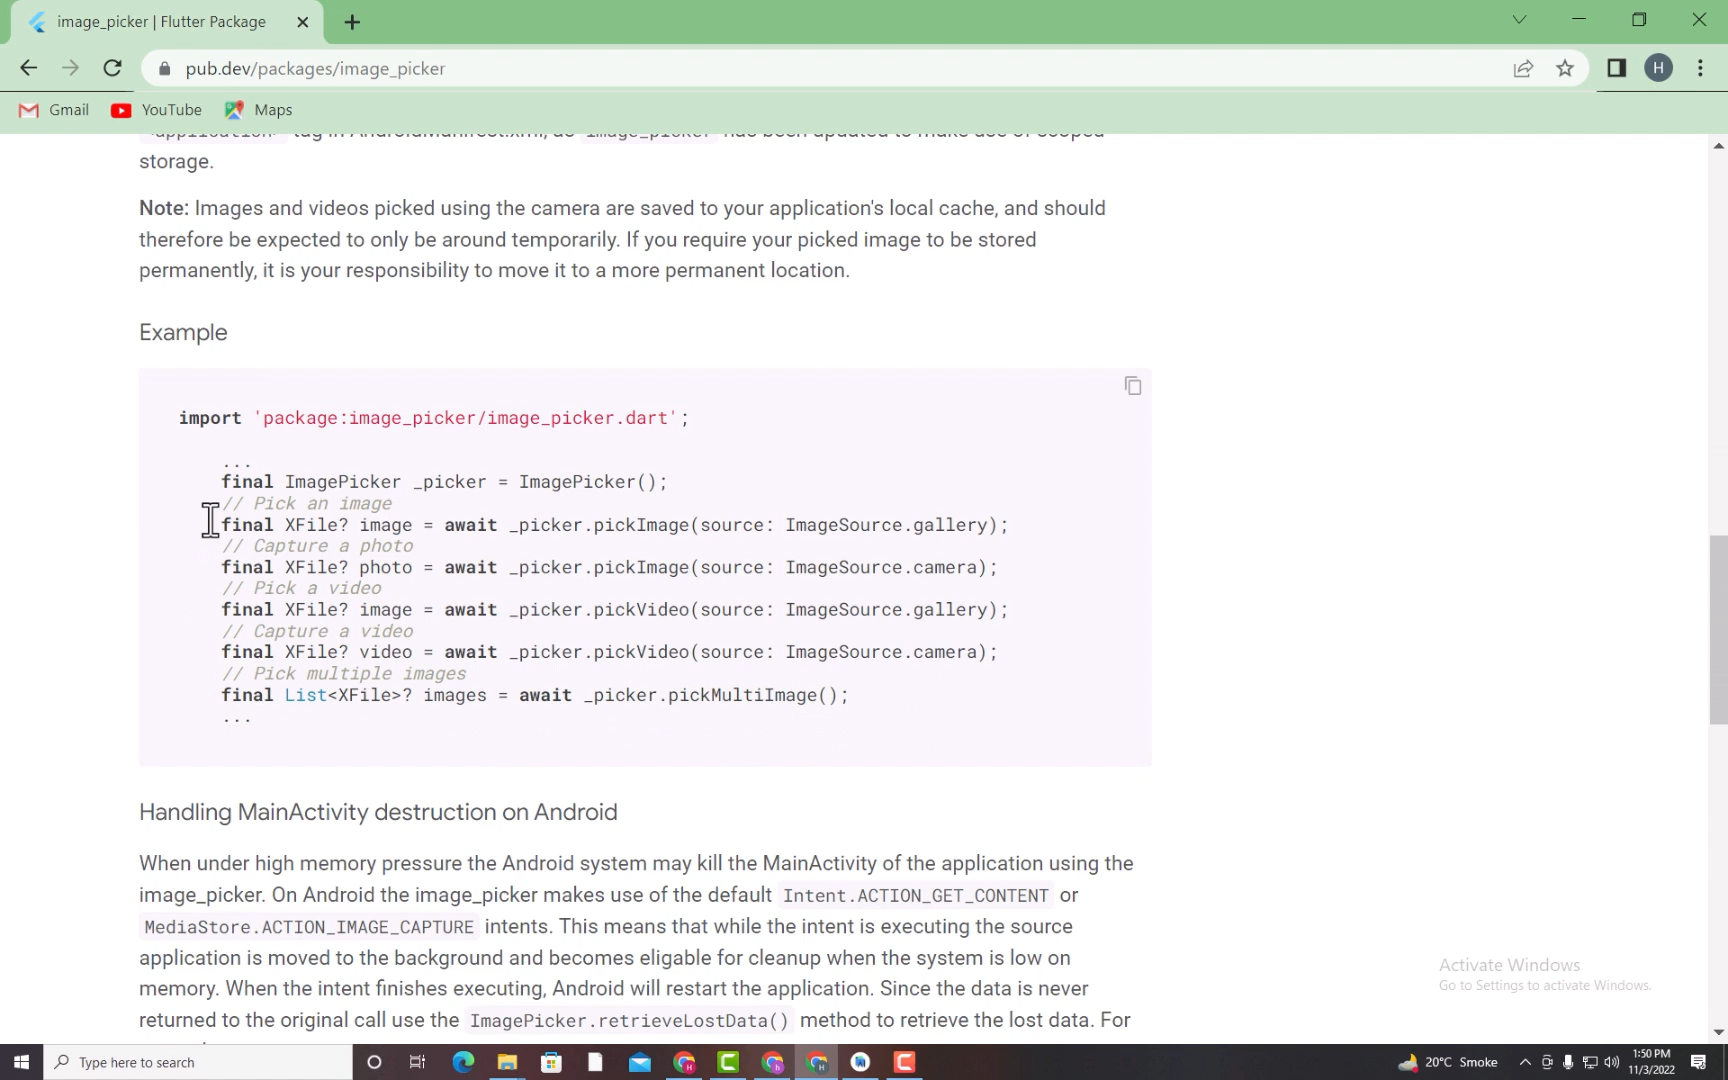 image_picker | Flutter Package
pub.dev/packages/image_picker
H
Gmail YouTube Maps
storage.
Note: Images and videos picked using the camera are saved to your application's local cache, and should
therefore be expected to only be around temporarily. If you require your picked image to be stored
permanently, it is your responsibility to move it to a more permanent location.
Example
import 'package:image_picker/image_picker.dart';
...
final ImagePicker _picker = ImagePicker();
// Pick an image
final XFile? image = await _picker.pickImage(source: ImageSource.gallery);
// Capture a photo
final XFile? photo = await _picker.pickImage(source: ImageSource.camera);
// Pick a video
final XFile? image = await _picker.pickVideo(source: ImageSource.gallery);
// Capture a video
final XFile? video = await _picker.pickVideo(source: ImageSource.camera);
// Pick multiple images
final List<XFile>? images = await _picker.pickMultiImage();
...
Handling MainActivity destruction on Android
When under high memory pressure the Android system may kill the MainActivity of the application using the
image_picker. On Android the image_picker makes use of the default Intent.ACTION_GET_CONTENT or
MediaStore.ACTION_IMAGE_CAPTURE intents. This means that while the intent is executing the source
application is moved to the background and becomes eligable for cleanup when the system is low on
memory. When the intent finishes executing, Android will restart the application. Since the data is never
returned to the original call use the ImagePicker.retrieveLostData() method to retrieve the lost data. For
Activate Windows
Go to Settings to activate Windows.
Type here to search
20°C Smoke
1:50 PM
11/3/2022